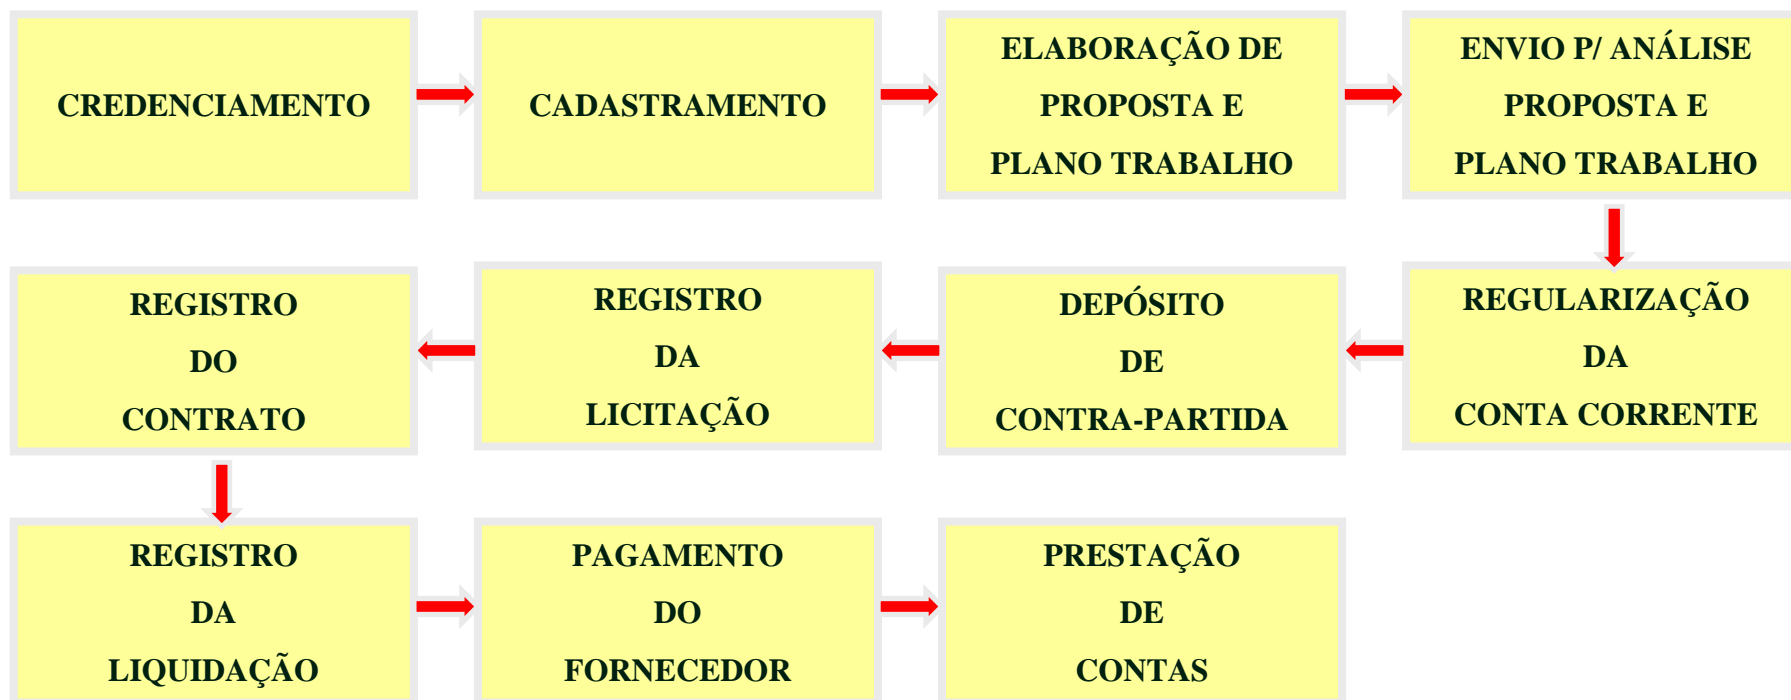 CREDENCIAMENTO
CADASTRAMENTO
ELABORAÇÃO DE
PROPOSTA E
PLANO TRABALHO
ENVIO P/ ANÁLISE
PROPOSTA E
PLANO TRABALHO
REGULARIZAÇÃO
DA
CONTA CORRENTE
DEPÓSITO
DE
CONTRA-PARTIDA
REGISTRO
DA
LICITAÇÃO
REGISTRO
DO
CONTRATO
REGISTRO
DA
LIQUIDAÇÃO
PAGAMENTO
DO
FORNECEDOR
PRESTAÇÃO
DE
CONTAS